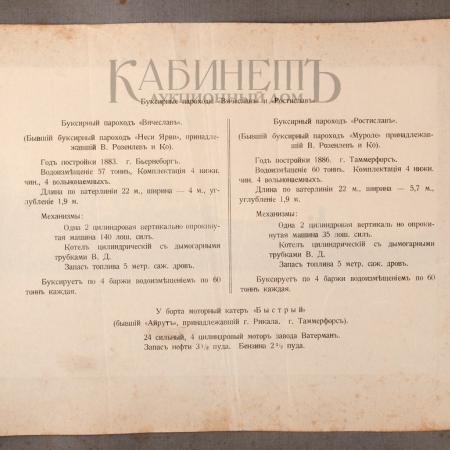 КАБИНЕТЪ
АУКЦИОННЫЙ ДОМ
Буксирные пароходы «Вячеславъ» и «Ростиславъ»
Буксирный пароходъ «Вячеславъ».
(Бывшій буксирный пароходъ «Неси Ярви», принадле-
жавшій В. Розенлевъ и Ко).
Годъ постройки 1883. г. Бьернеборгъ.
Водоизмѣщеніе 57 тоннъ. Комплектація 4 нижн.
чин., 4 вольнонаемныхъ.
Длина по ватерлиніи 22 м., ширина — 4 м., уг-
лубленіе 1,9 м.
Механизмы:
Одна 2 цилиндровая вертикально опрокину-
тая машина 140 лош. силъ.
Котелъ цилиндрическій съ дымогарными
трубками В. Д.
Запасъ топлива 5 метр. саж. дровъ.
Буксируетъ по 4 баржи водоизмѣщеніемъ по 60
тоннъ каждая.
Буксирный пароходъ «Ростиславъ».
(Бывшій буксирный пароходъ «Муроле» принадлежав-
шій В. Розенлевъ и Ко).
Годъ постройки 1886. г. Таммерфорсъ.
Водоизмѣщеніе 60 тоннъ. Комплектація 4 нижн.
чин. 4 вольнонаемныхъ.
Длина по ватерлиніи 22 м., ширина — 5,7 м.,
углубленіе 1,9 м.
Механизмы:
Одна 2 цилиндровая вертикаль но опроки-
нутая машина 35 лош. силъ.
Котелъ цилиндрическій съ дымогарными
трубками В. Д.
Запасъ топлива 5 метр. саж. дровъ.
Буксируетъ по 4 баржи водоизмѣщеніемъ по 60
тоннъ каждая.
У борта моторный катеръ «Быстрый»
(бывшій «Айрутъ», принадлежавшій г. Рикала, г. Таммерфорсъ).
24 сильный, 4 цилиндровый моторъ завода Ватерманъ.
Запасъ нефти 3½ пуда. Бензина пуда.